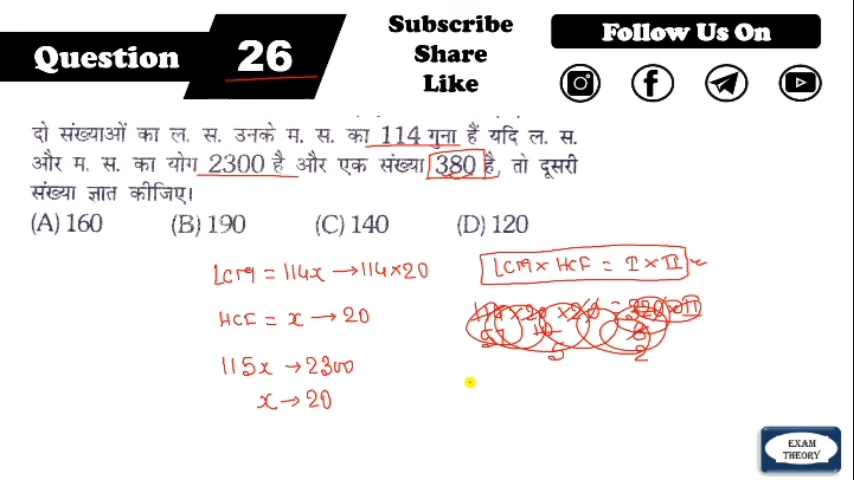 Question 26
Subscribe
Share
Like
Follow Us On
दो संख्याओं का ल. स. उनके म. स. का 114 गुना हैं यदि ल. स.
और म. स. का योग 2300 है और एक संख्या 380 है, तो दूसरी
संख्या ज्ञात कीजिए।
(A) 160 (B) 190 (C) 140 (D) 120
LCM = 114x → 114×20
LCM × HCF = I × II
HCF = x → 20
115x → 2300
x → 20
EXAM
THEORY